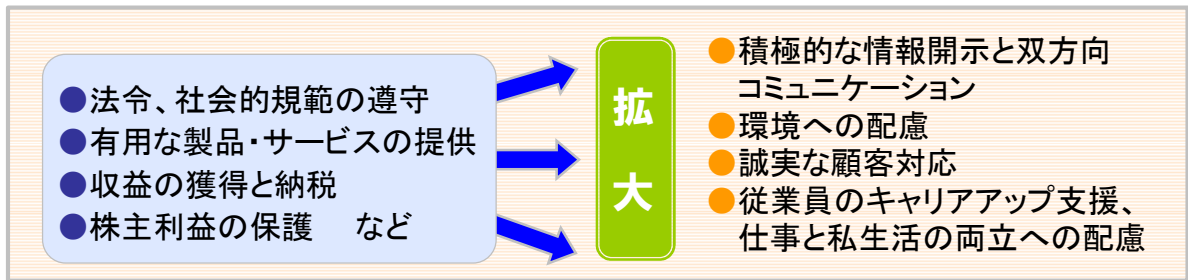 ●法令、社会的規範の遵守
●有用な製品・サービスの提供
●収益の獲得と納税
●株主利益の保護　など
拡
大
●積極的な情報開示と双方向
コミュニケーション
●環境への配慮
●誠実な顧客対応
●従業員のキャリアアップ支援、
仕事と私生活の両立への配慮